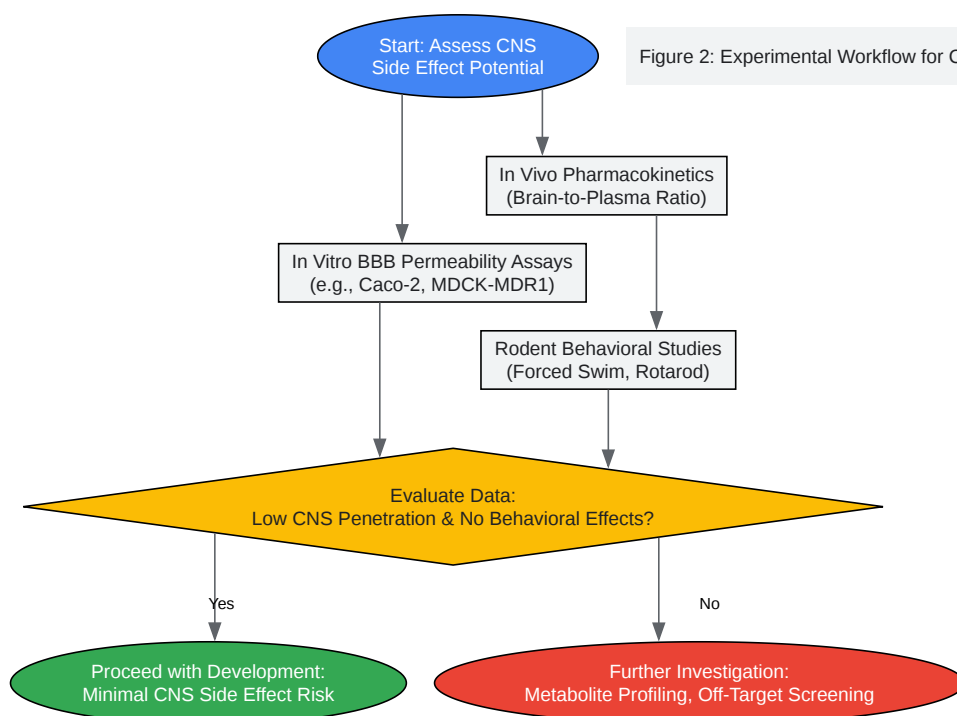 Start: Assess CNS
Side Effect Potential
Figure 2: Experimental Workflow for
In Vivo Pharmacokinetics
(Brain-to-Plasma Ratio)
In Vitro BBB Permeability Assays
(e.g., Caco-2, MDCK-MDR1)
Rodent Behavioral Studies
(Forced Swim, Rotarod)
Evaluate Data:
Low CNS Penetration & No Behavioral Effects?
Yes
No
Proceed with Development:
Minimal CNS Side Effect Risk
Further Investigation:
Metabolite Profiling, Off-Target Screening